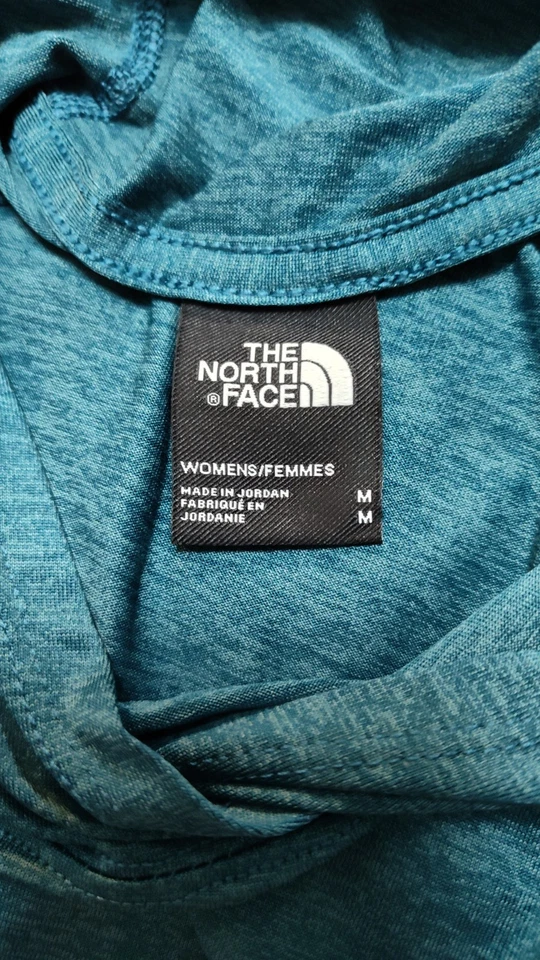 THE
NORTH
® FACE
WOMENS/FEMMES
MADE IN JORDAN M
FABRIQUÉ EN
JORDANIE M